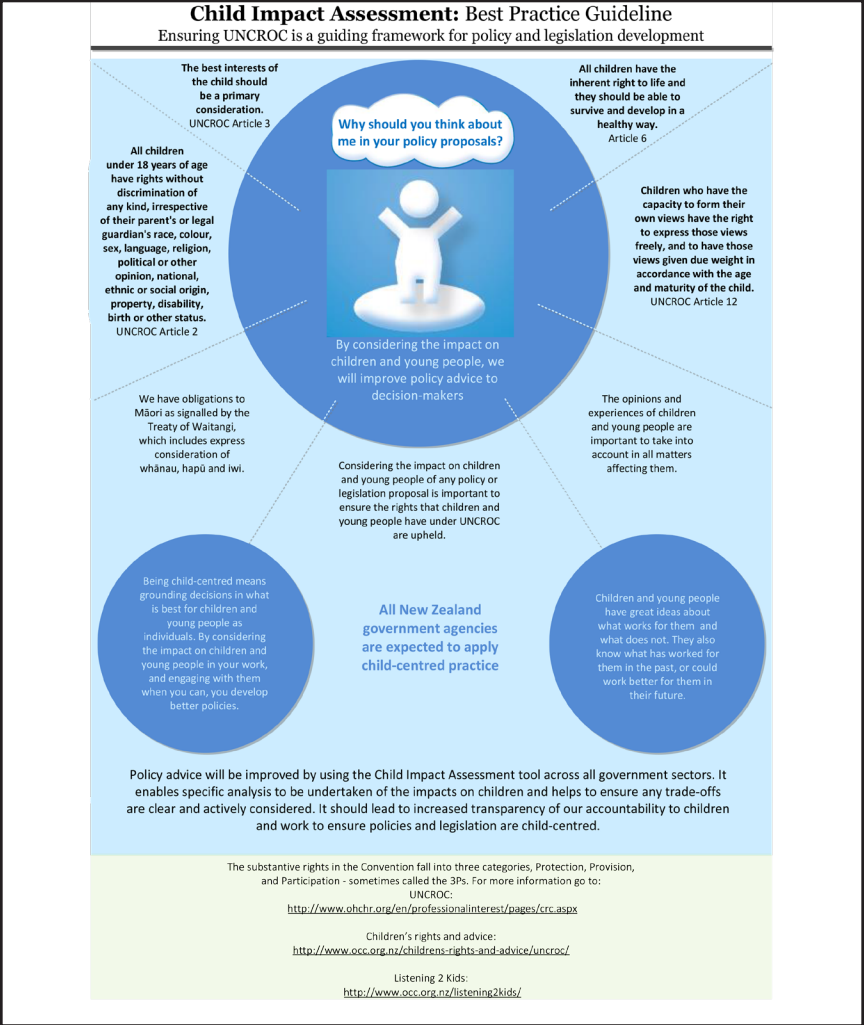 Child Impact Assessment: Best Practice Guideline
Ensuring UNCROC is a guiding framework for policy and legislation development
The best interests of
the child should
be a primary
consideration.
UNCROC Article 3
All children have the
inherent right to life and
they should be able to
survive and develop in a
healthy way.
Article 6
Why should you think about
me in your policy proposals?
All children
under 18 years of age
have rights without
discrimination of
any kind, irrespective
of their parent's or legal
guardian's race, colour,
sex, language, religion,
political or other
opinion, national,
ethnic or social origin,
property, disability,
birth or other status.
UNCROC Article 2
Children who have the
capacity to form their
own views have the right
to express those views
freely, and to have those
views given due weight in
accordance with the age
and maturity of the child.
UNCROC Article 12
By considering the impact on
children and young people, we
will improve policy advice to
decision-makers
We have obligations to
Māori as signalled by the
Treaty of Waitangi,
which includes express
consideration of
whānau, hapū and iwi.
The opinions and
experiences of children
and young people are
important to take into
account in all matters
affecting them.
Considering the impact on children
and young people of any policy or
legislation proposal is important to
ensure the rights that children and
young people have under UNCROC
are upheld.
Being child-centred means
grounding decisions in what
is best for children and
young people as
individuals. By considering
the impact on children and
young people in your work,
and engaging with them
when you can, you develop
better policies.
All New Zealand
government agencies
are expected to apply
child-centred practice
Children and young people
have great ideas about
what works for them and
what does not. They also
know what has worked for
them in the past, or could
work better for them in
their future.
Policy advice will be improved by using the Child Impact Assessment tool across all government sectors. It
enables specific analysis to be undertaken of the impacts on children and helps to ensure any trade-offs
are clear and actively considered. It should lead to increased transparency of our accountability to children
and work to ensure policies and legislation are child-centred.
The substantive rights in the Convention fall into three categories, Protection, Provision,
and Participation - sometimes called the 3Ps. For more information go to:
UNCROC:
http://www.ohchr.org/en/professionalinterest/pages/crc.aspx
Children's rights and advice:
http://www.occ.org.nz/childrens-rights-and-advice/uncroc/
Listening 2 Kids:
http://www.occ.org.nz/listening2kids/